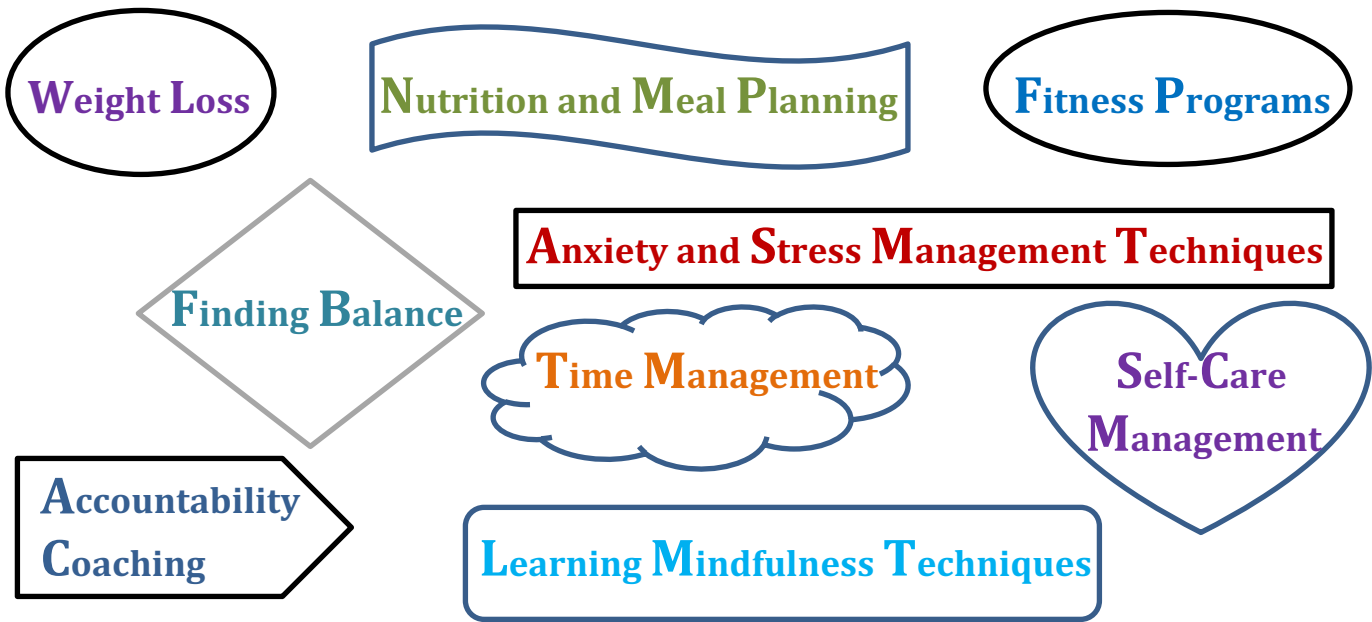 Weight Loss
Nutrition and Meal Planning
Fitness Programs
Anxiety and Stress Management Techniques
Finding Balance
Time Management
Self-Care
Management
Accountability
Coaching
Learning Mindfulness Techniques